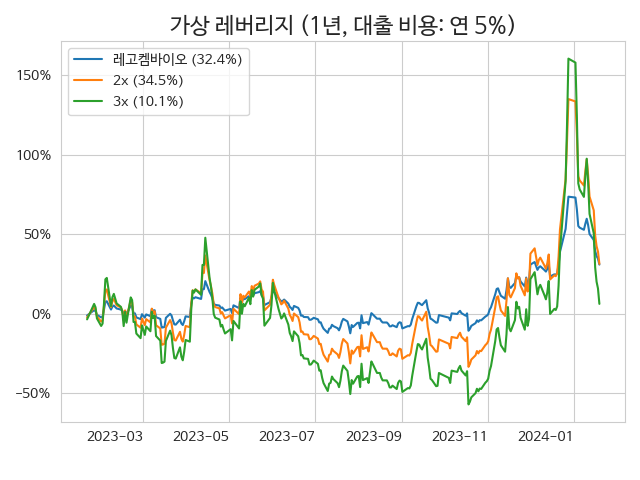 가상 레버리지 (1년, 대출 비용: 연 5%)
레고켐바이오 (32.4%)
2x (34.5%)
3x (10.1%)
150%
100%
50%
0%
−50%
2023-03 2023-05 2023-07 2023-09 2023-11 2024-01